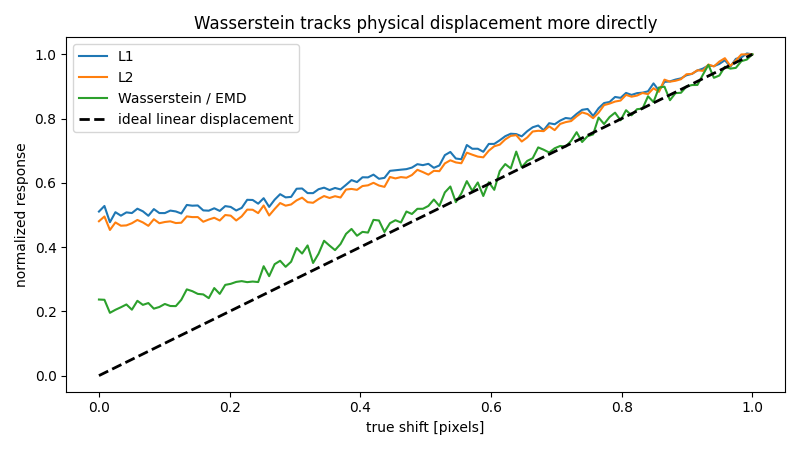 Wasserstein tracks physical displacement more directly
L1
L2
Wasserstein / EMD
ideal linear displacement
normalized response
1.0
0.8
0.6
0.4
0.2
0.0
0.0 0.2 0.4 0.6 0.8 1.0
true shift [pixels]